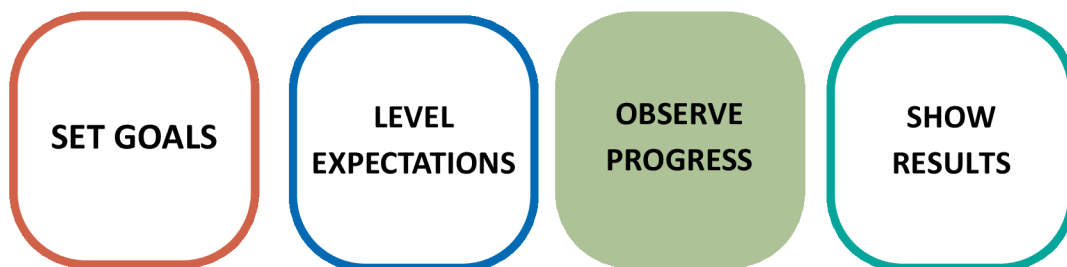 SET GOALS
LEVEL
EXPECTATIONS
OBSERVE
PROGRESS
SHOW
RESULTS